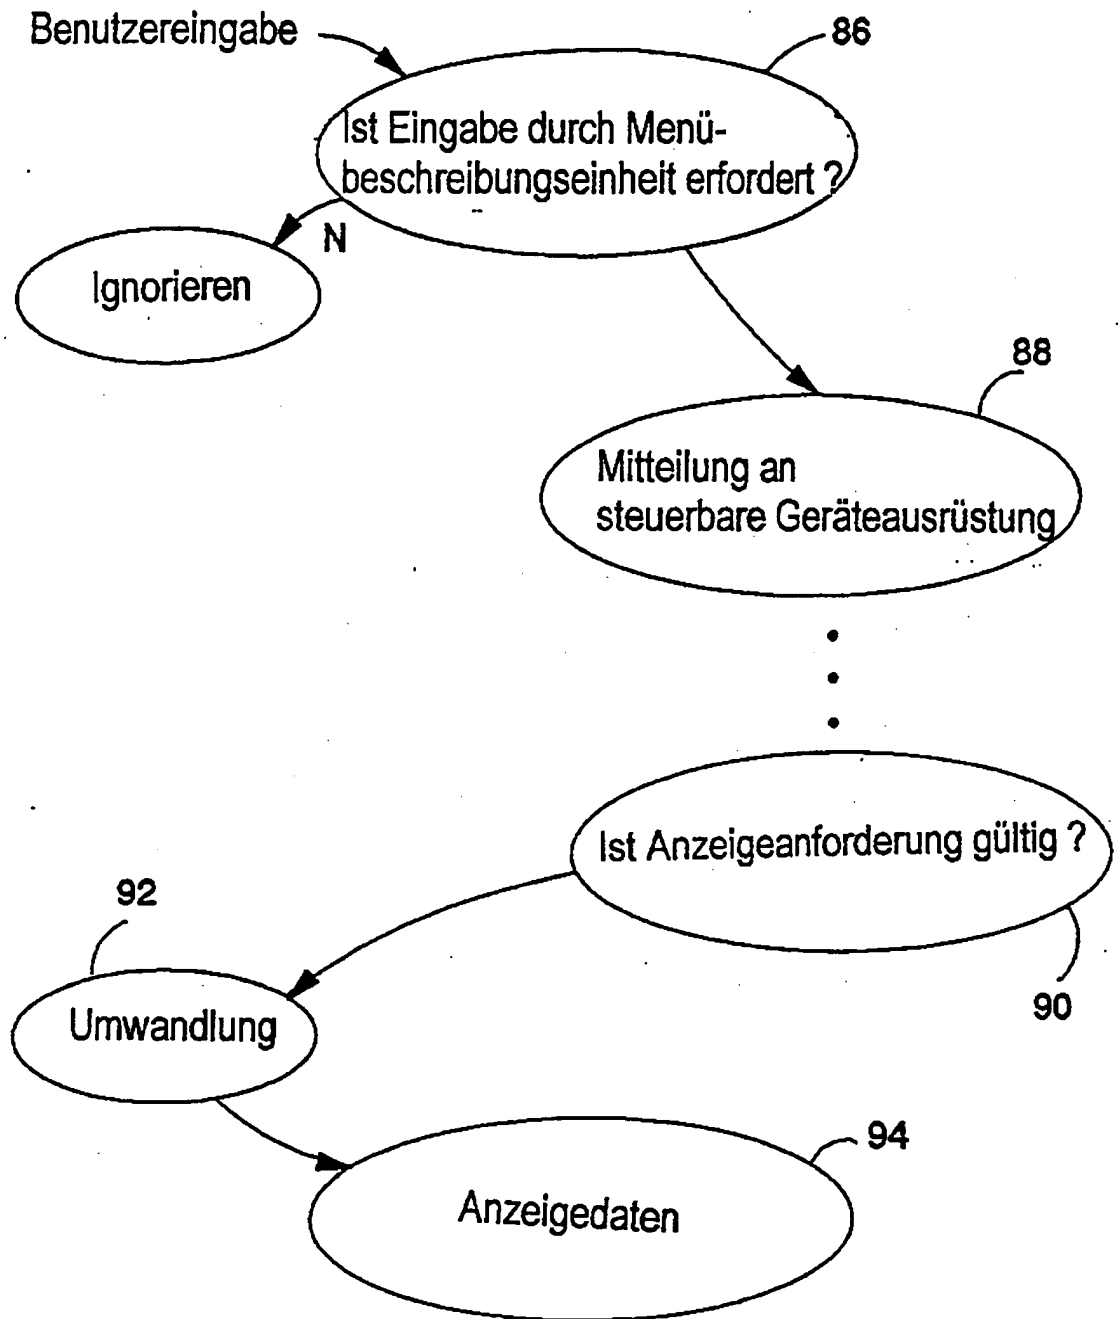 Benutzereingabe
86
Ist Eingabe durch Menü-
beschreibungseinheit erfordert ?
N
Ignorieren
88
Mitteilung an
steuerbare Geräteausrüstung
Ist Anzeigeanforderung gültig ?
92
90
Umwandlung
94
Anzeigedaten